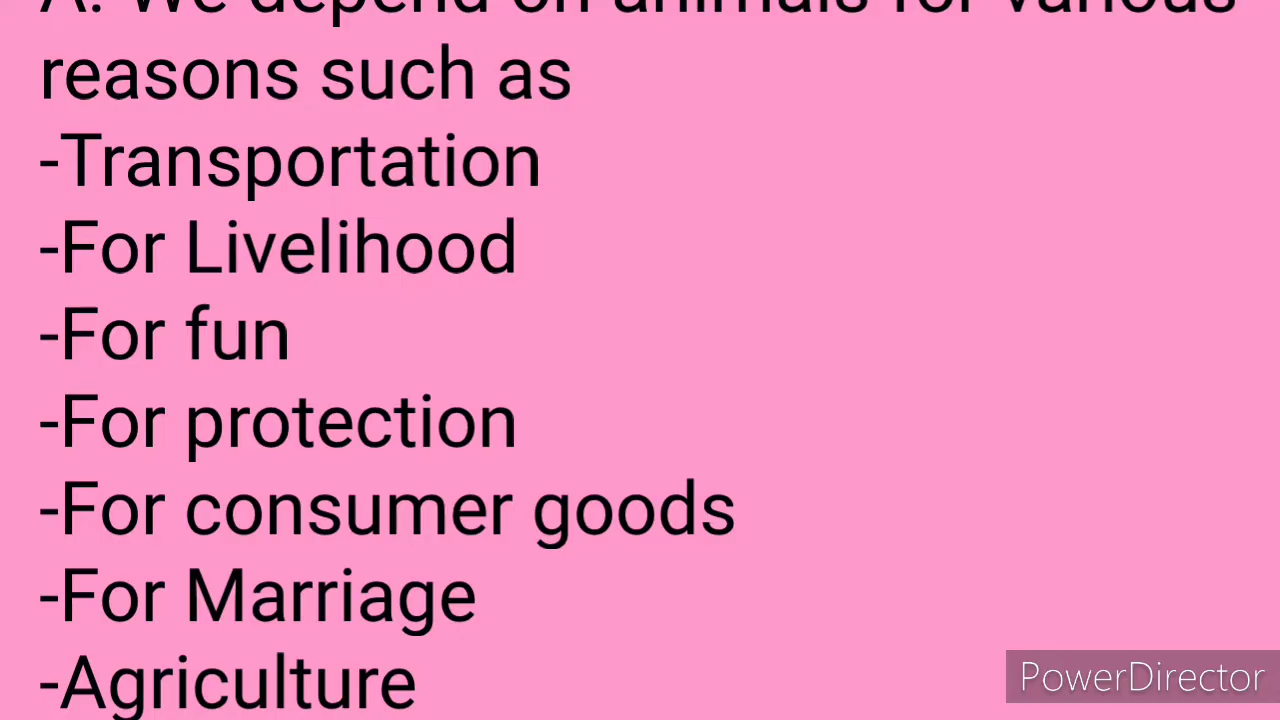 A. We depend on animals for various
reasons such as
-Transportation
-For Livelihood
-For fun
-For protection
-For consumer goods
-For Marriage
-Agriculture
PowerDirector